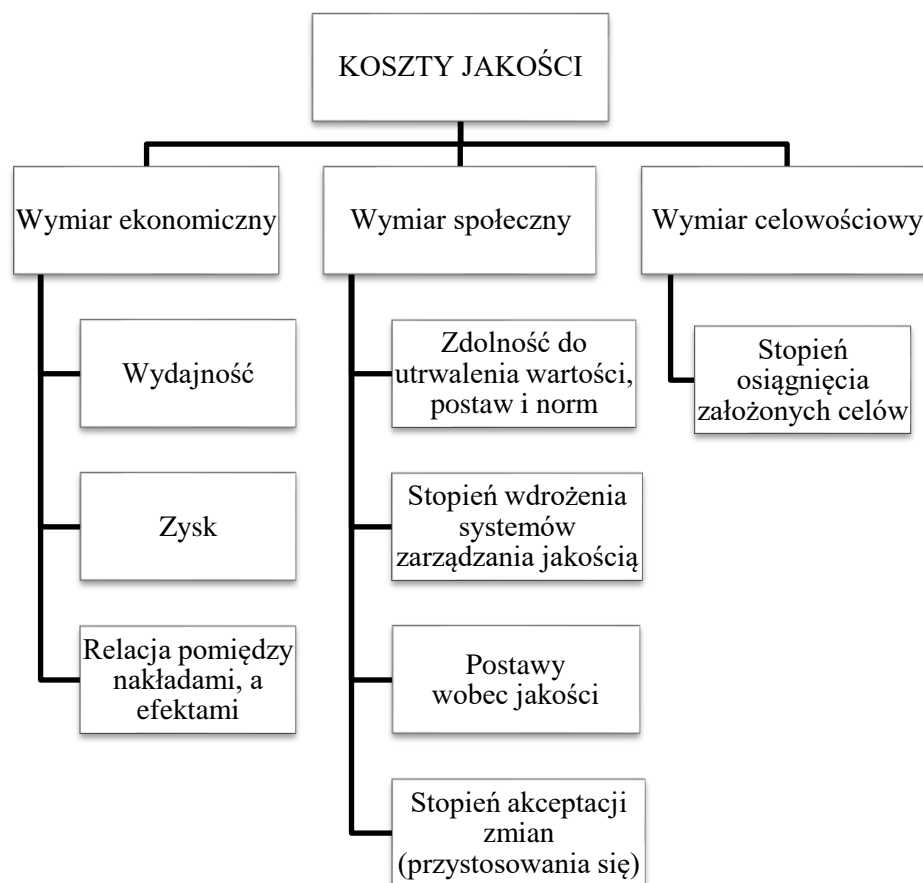 KOSZTY JAKOŚCI
Wymiar ekonomiczny
Wymiar społeczny
Wymiar celowościowy
Wydajność
Zysk
Relacja pomiędzy
nakładami, a
efektami
Zdolność do
utrwalenia wartości,
postaw i norm
Stopień wdrożenia
systemów
zarządzania jakością
Postawy
wobec jakości
Stopień akceptacji
zmian
(przystosowania się)
Stopień
osiągnięcia
założonych celów